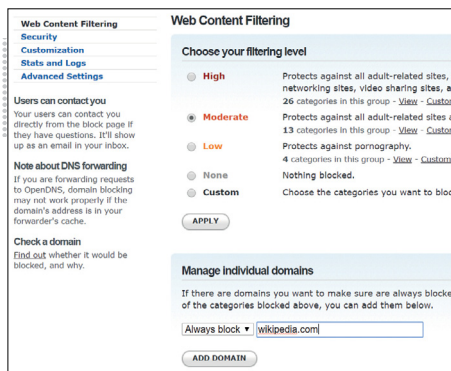 Web Content Filtering
Security
Customization
Stats and Logs
Advanced Settings
Users can contact you
Your users can contact you
directly from the block page if
they have questions. It'll show
up as an email in your inbox.
Note about DNS forwarding
If you are forwarding requests
to OpenDNS, domain blocking
may not work properly if the
domain's address is in your
forwarder's cache.
Check a domain
Find out whether it would be
blocked, and why.
Web Content Filtering
Choose your filtering level
High Protects against all adult-related sites,
networking sites, video sharing sites, a
26 categories in this group - View - Custor
Moderate Protects against all adult-related sites a
13 categories in this group - View - Custor
Low Protects against pornography.
4 categories in this group - View - Custom
None Nothing blocked.
Custom Choose the categories you want to bloc
APPLY
Manage individual domains
If there are domains you want to make sure are always blocke
of the categories blocked above, you can add them below.
Always block wikipedia.com
ADD DOMAIN